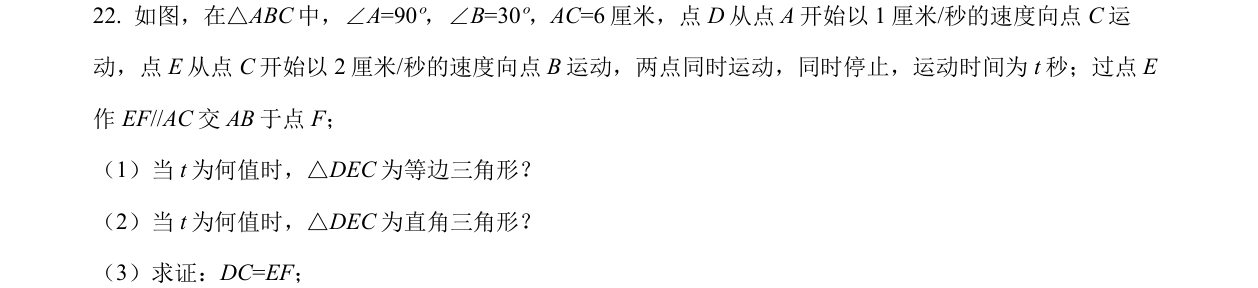 22. 如图，在△ABC中，∠A=90°，∠B=30°，AC=6厘米，点D从点A开始以1厘米/秒的速度向点C运
动，点E从点C开始以2厘米/秒的速度向点B运动，两点同时运动，同时停止，运动时间为t秒；过点E
作EF//AC交AB于点F；
（1）当t为何值时，△DEC为等边三角形？
（2）当t为何值时，△DEC为直角三角形？
（3）求证：DC=EF；